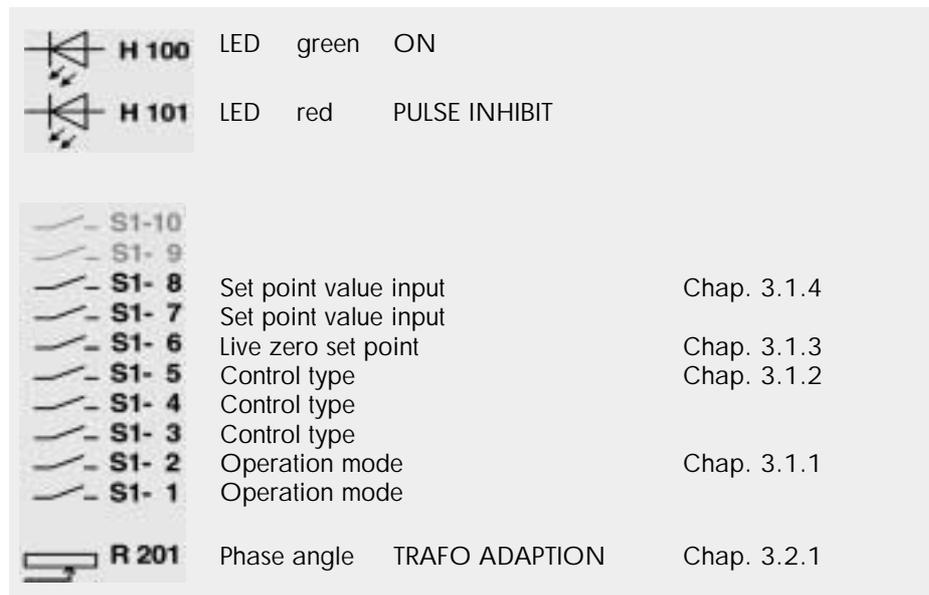 H 100 LED green ON
H 101 LED red PULSE INHIBIT
S1-10
S1- 9
S1- 8 Set point value input Chap. 3.1.4
S1- 7 Set point value input
S1- 6 Live zero set point Chap. 3.1.3
S1- 5 Control type Chap. 3.1.2
S1- 4 Control type
S1- 3 Control type
S1- 2 Operation mode Chap. 3.1.1
S1- 1 Operation mode
R 201 Phase angle TRAFO ADAPTION Chap. 3.2.1